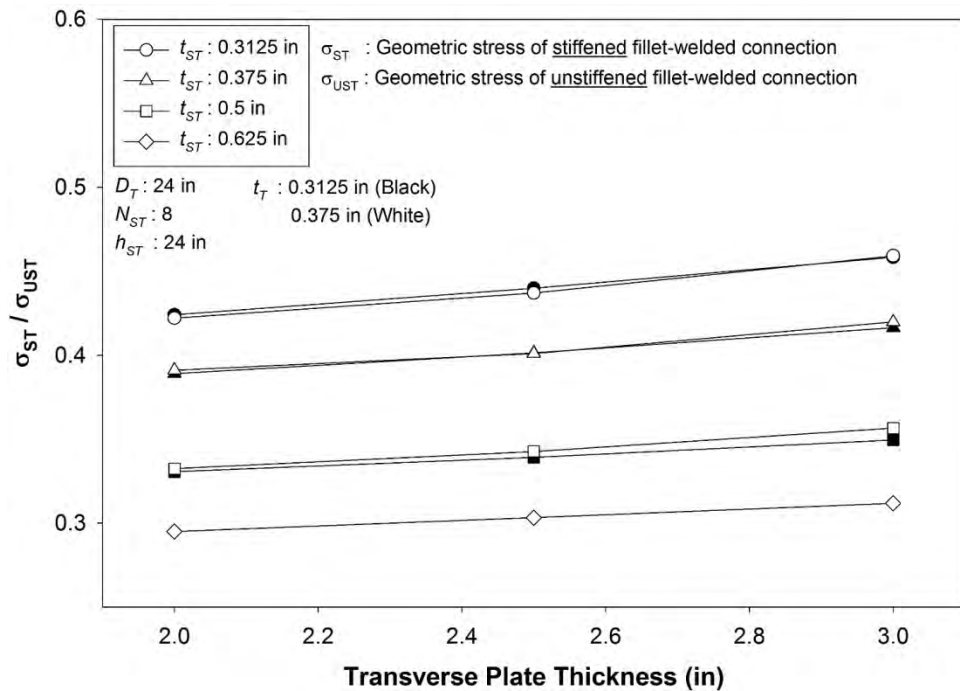 0.6
t_ST : 0.3125 in
t_ST : 0.375 in
t_ST : 0.5 in
t_ST : 0.625 in
σ_ST : Geometric stress of stiffened fillet-welded connection
σ_UST : Geometric stress of unstiffened fillet-welded connection
D_T : 24 in
N_ST : 8
h_ST : 24 in
t_T : 0.3125 in (Black)
0.375 in (White)
0.5
0.4
0.3
σ_ST / σ_UST
2.0 2.2 2.4 2.6 2.8 3.0
Transverse Plate Thickness (in)